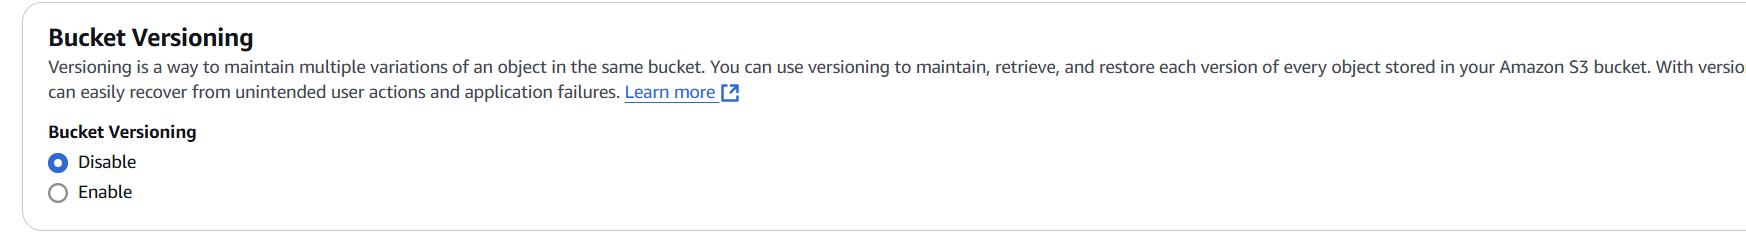 Bucket Versioning
Versioning is a way to maintain multiple variations of an object in the same bucket. You can use versioning to maintain, retrieve, and restore each version of every object stored in your Amazon S3 bucket. With versio
can easily recover from unintended user actions and application failures. Learn more
Bucket Versioning
Disable
Enable